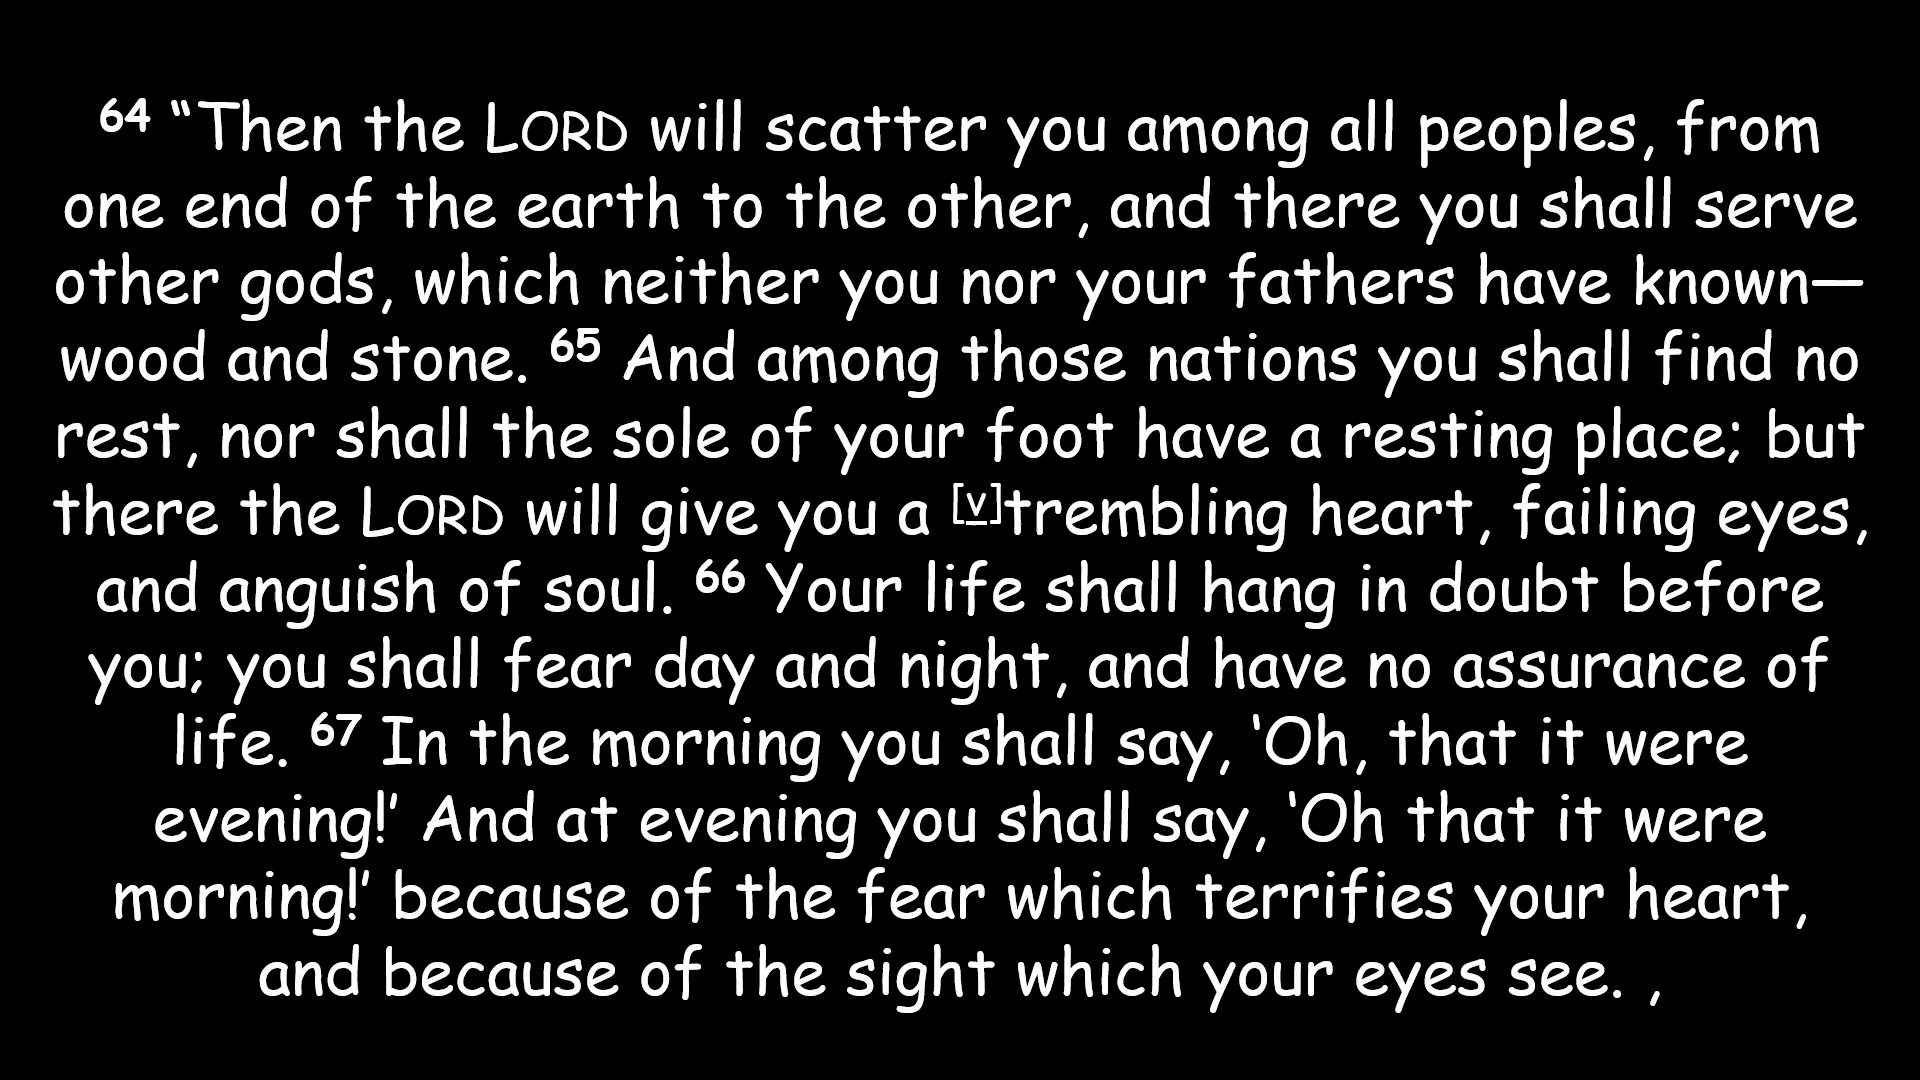 64 “Then the LORD will scatter you among all peoples, from
one end of the earth to the other, and there you shall serve
other gods, which neither you nor your fathers have known—
wood and stone. 65 And among those nations you shall find no
rest, nor shall the sole of your foot have a resting place; but
there the LORD will give you a [v]trembling heart, failing eyes,
and anguish of soul. 66 Your life shall hang in doubt before
you; you shall fear day and night, and have no assurance of
life. 67 In the morning you shall say, ‘Oh, that it were
evening!’ And at evening you shall say, ‘Oh that it were
morning!’ because of the fear which terrifies your heart,
and because of the sight which your eyes see. ,